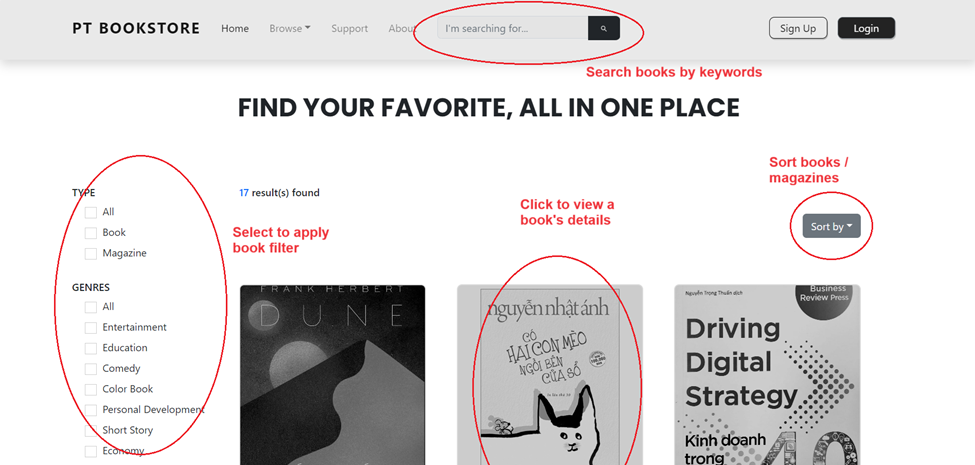 PT BOOKSTORE Home Browse Support About I'm searching for... Sign Up Login
Search books by keywords
FIND YOUR FAVORITE, ALL IN ONE PLACE
Sort books /
magazines
TYPE
17 result(s) found
All
Book
Magazine
Click to view a
book's details
Sort by
Select to apply
book filter
GENRES
All
Entertainment
Education
Comedy
Color Book
Personal Development
Short Story
Economy
FRANK HERBERT
DUNE
nguyễn nhật ánh
CÓ
HAI CON MÈO
NGỒI BÊN
CỬA SỔ
Nguyễn Trọng Thuần dịch
Business
Review Press
Driving
Digital
Strategy
Kinh doanh
trong
4.0